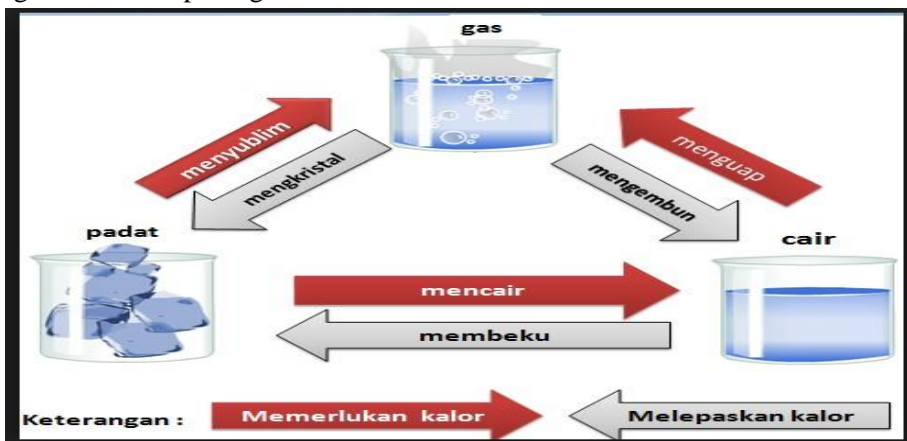 gas
menyublim
mengkristal
menguap
mengembun
padat
cair
mencair
membeku
Keterangan :
Memerlukan kalor
Melepaskan kalor